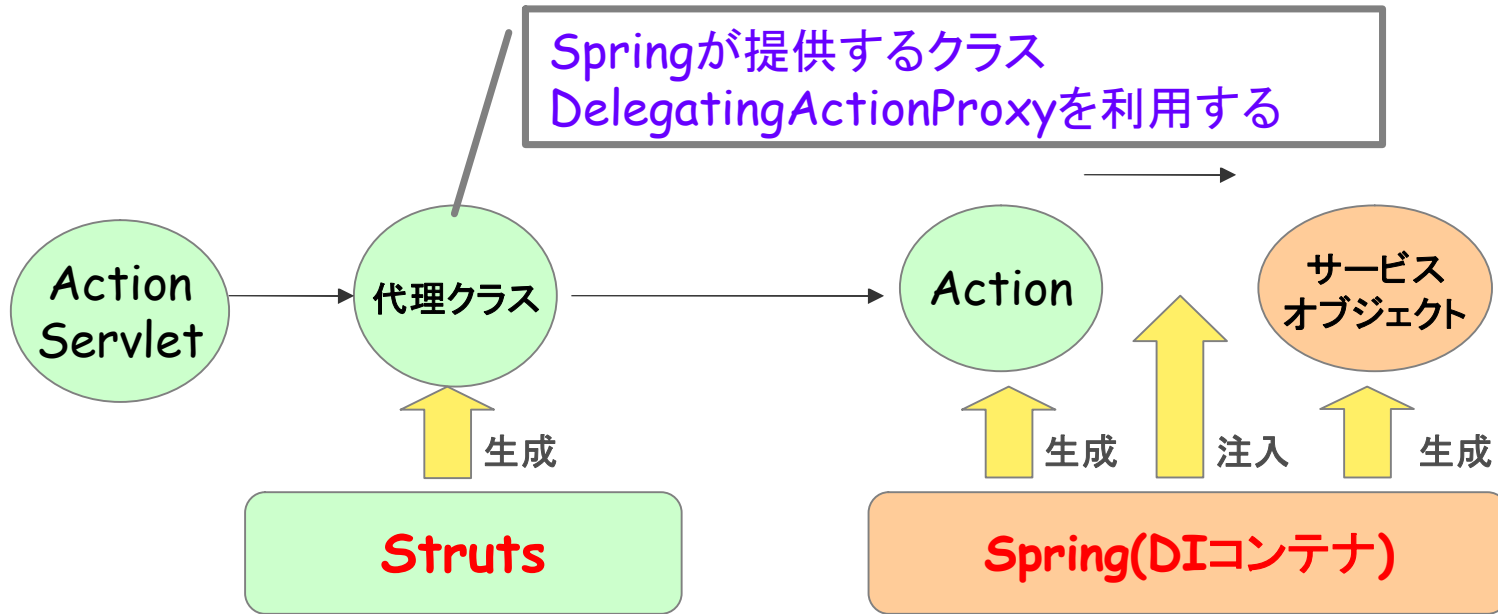 Springが提供するクラス
DelegatingActionProxyを利用する
Action
Servlet
代理クラス
Action
サービス
オブジェクト
生成
生成
注入
生成
Struts
Spring(DIコンテナ)